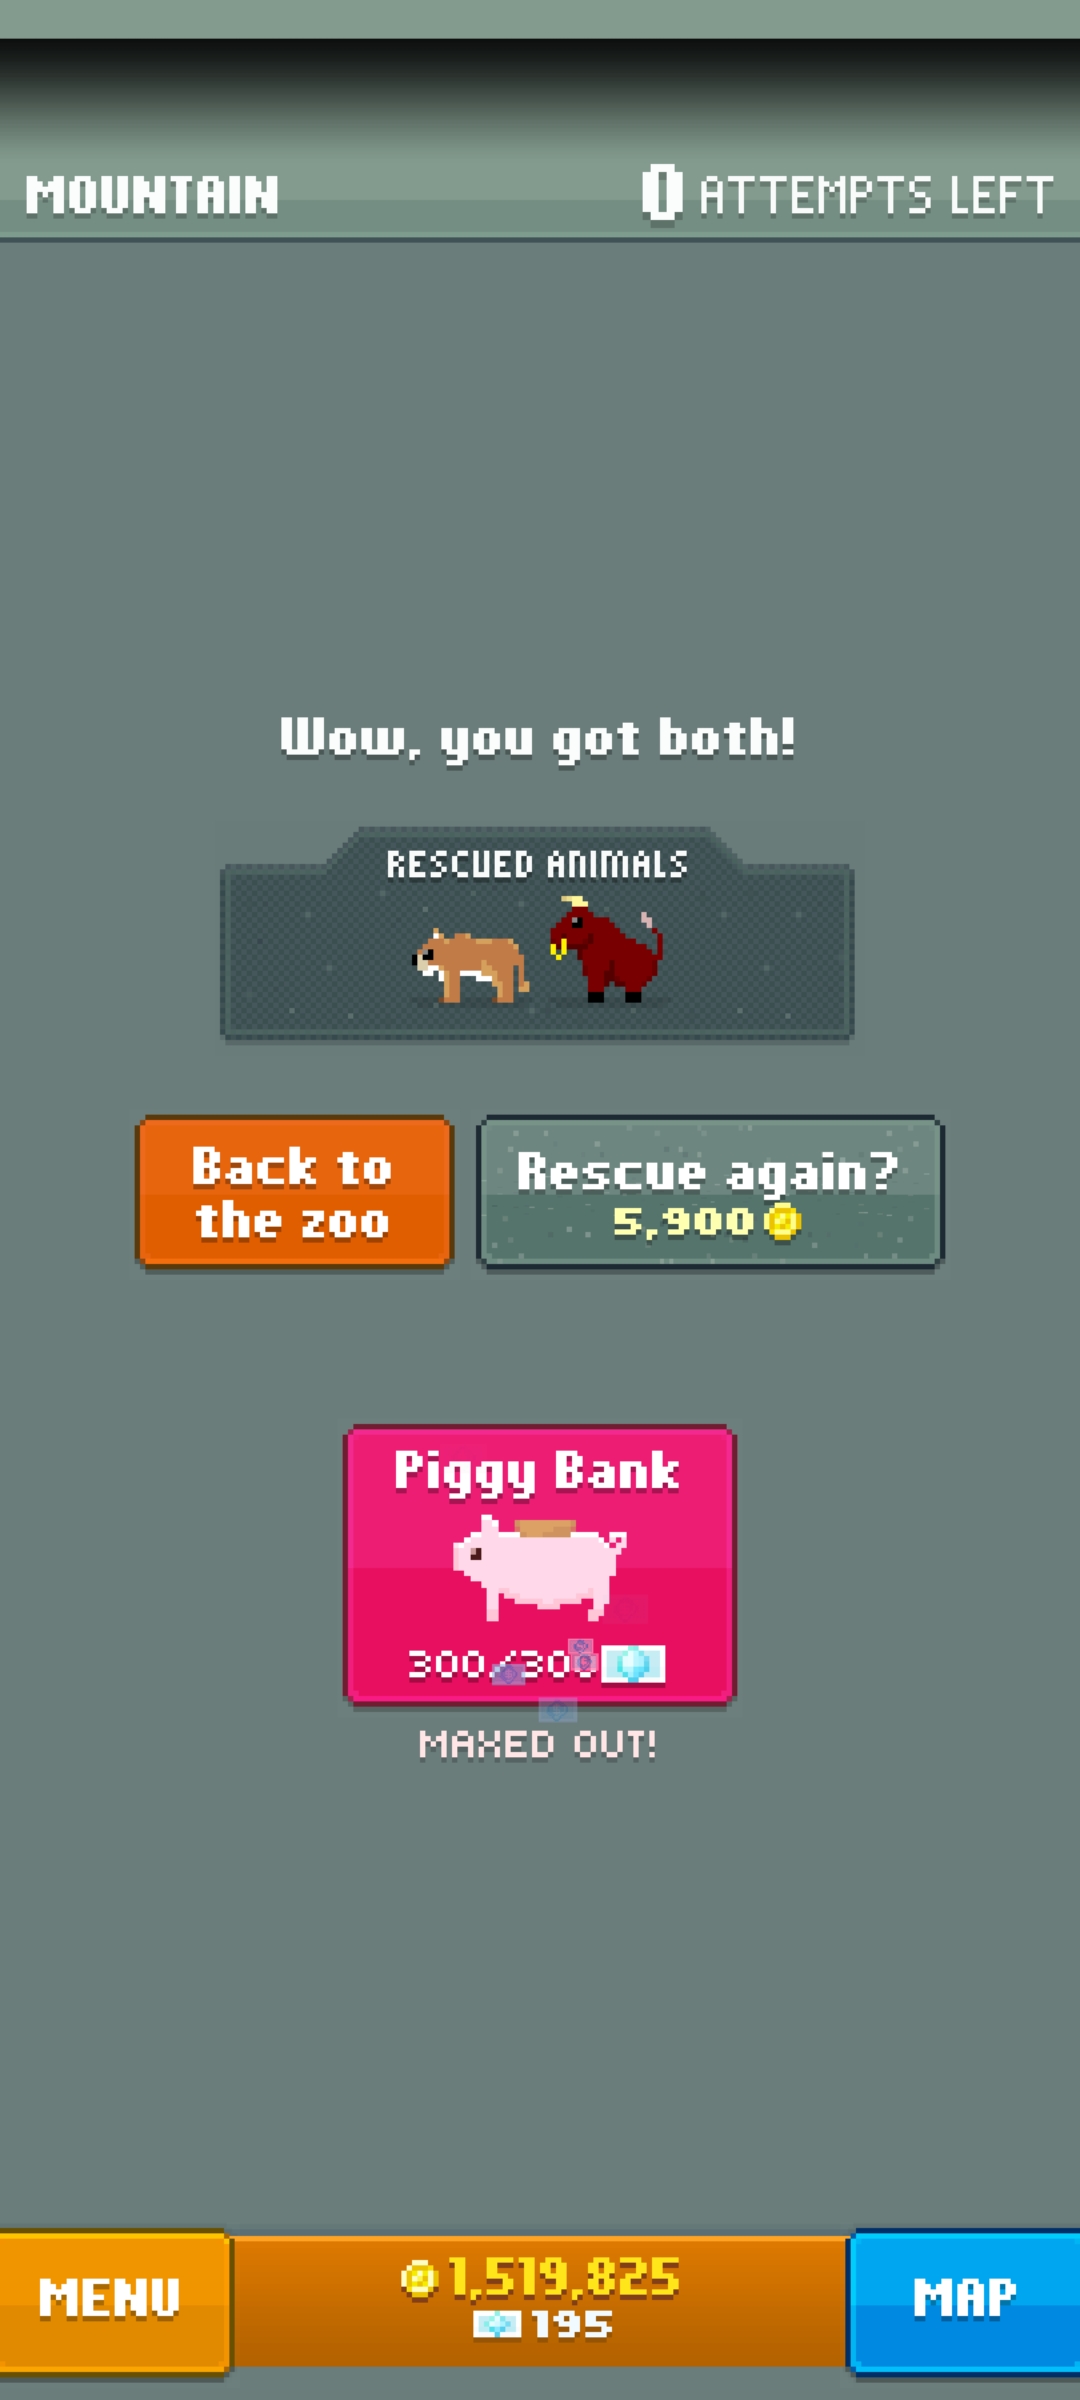 MOUNTAIN
0 ATTEMPTS LEFT
Wow, you got both!
RESCUED ANIMALS
Back to
the zoo
Rescue again?
5,900
Piggy Bank
300/300
MAXED OUT!
MENU
1,519,825
195
MAP